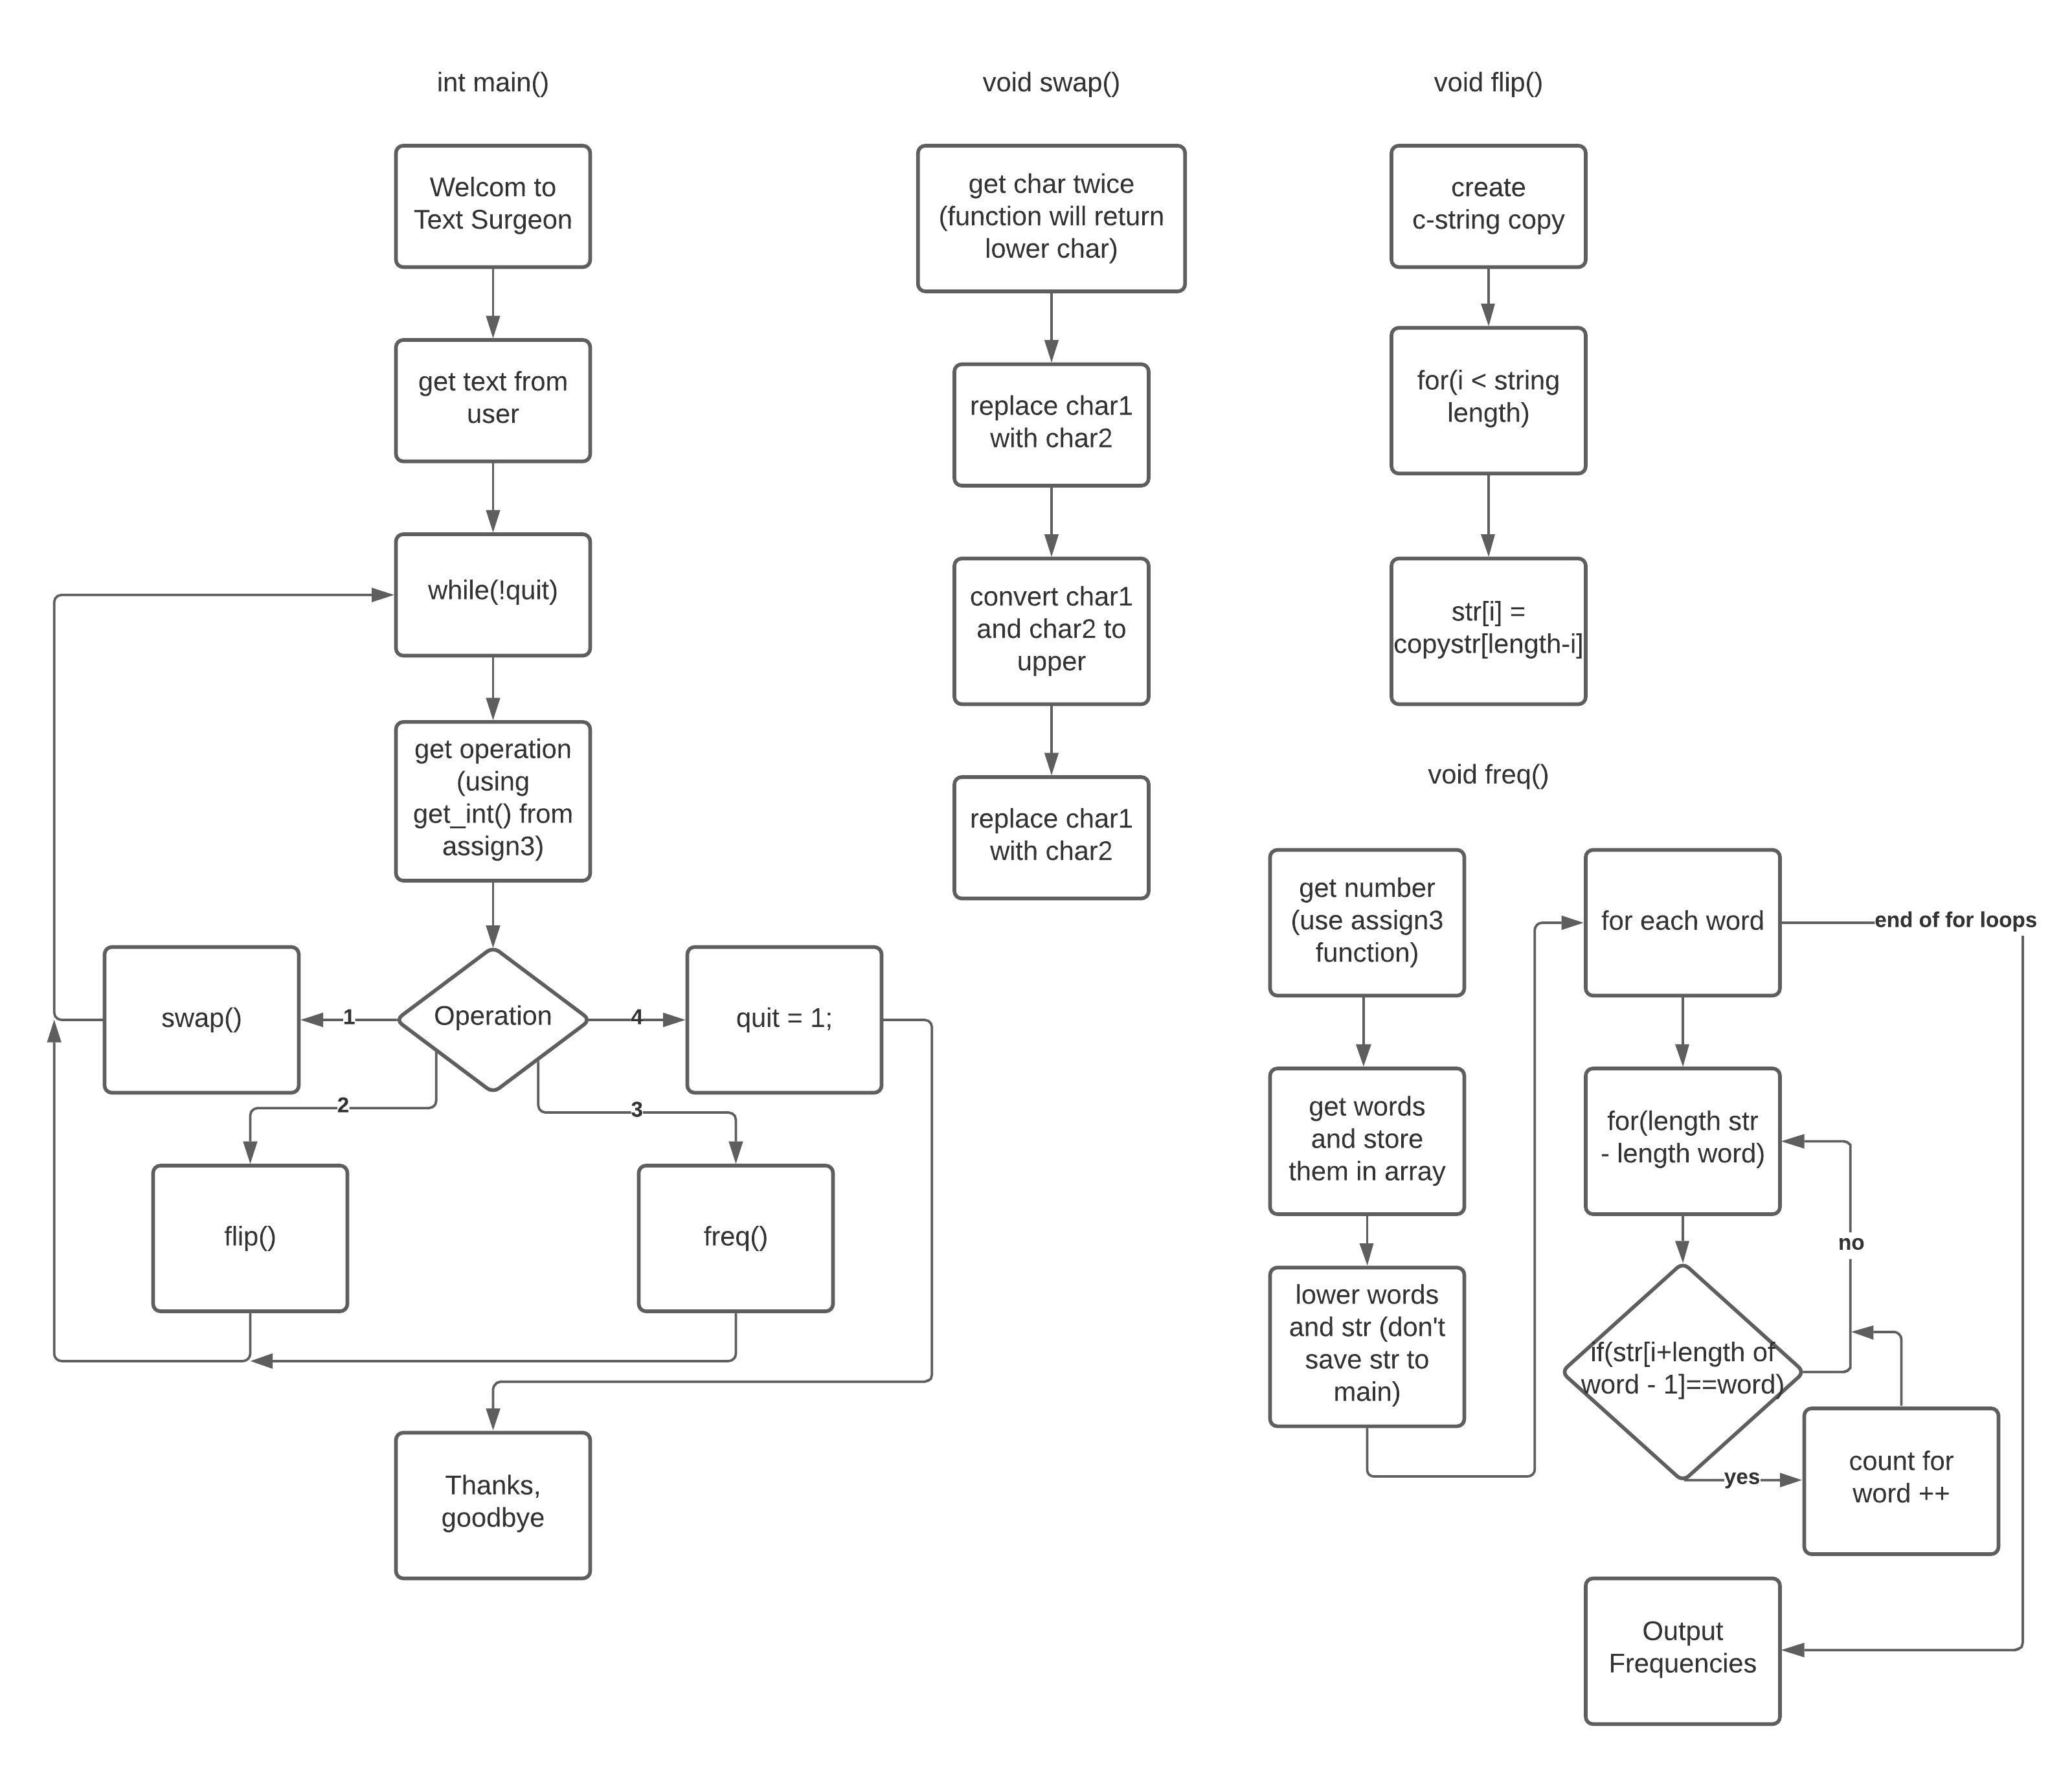 int main()
Welcom to
Text Surgeon
get text from
user
while(!quit)
get operation
(using
get_int() from
assign3)
Operation
1
swap()
2
flip()
3
freq()
4
quit = 1;
Thanks,
goodbye
void swap()
get char twice
(function will return
lower char)
replace char1
with char2
convert char1
and char2 to
upper
replace char1
with char2
void flip()
create
c-string copy
for(i < string
length)
str[i] =
copystr[length-i]
void freq()
get number
(use assign3
function)
get words
and store
them in array
lower words
and str (don't
save str to
main)
for each word
end of for loops
for(length str
- length word)
no
if(str[i+length of
word - 1]==word)
yes
count for
word ++
Output
Frequencies